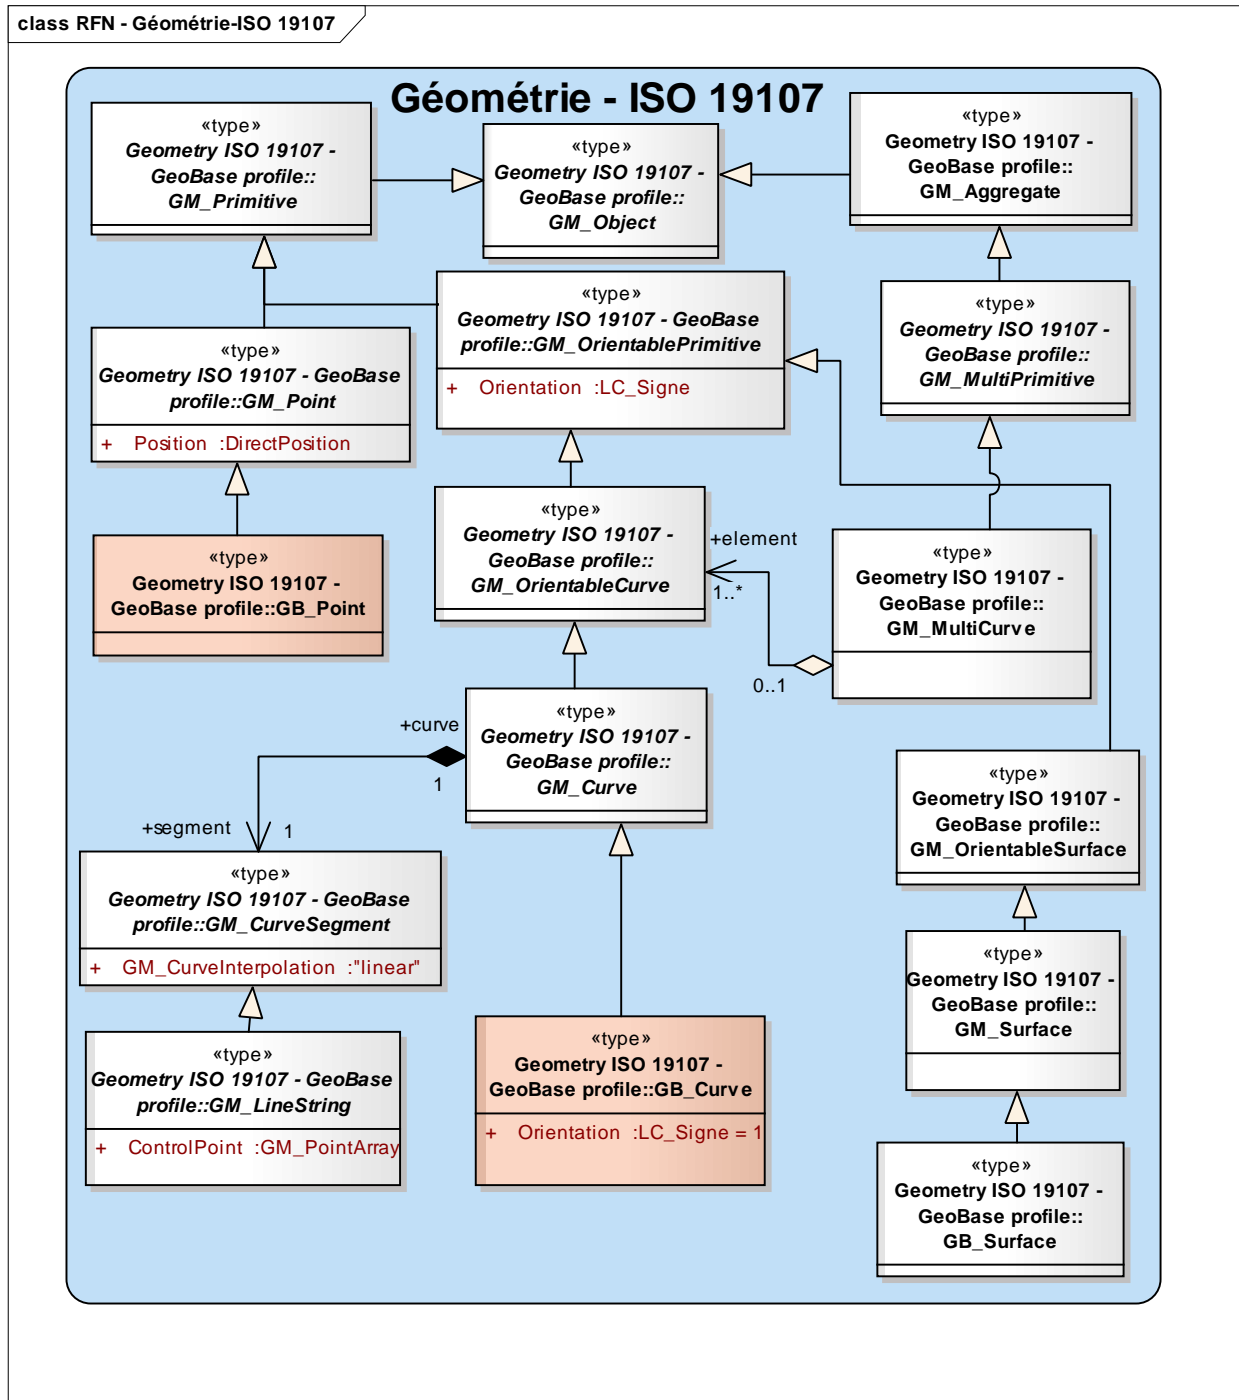 class RFN - Géométrie-ISO 19107
Géométrie - ISO 19107
«type»
Geometry ISO 19107 -
GeoBase profile::
GM_Primitive
«type»
Geometry ISO 19107 -
GeoBase profile::
GM_Object
«type»
Geometry ISO 19107 -
GeoBase profile::
GM_Aggregate
«type»
Geometry ISO 19107 - GeoBase
profile::GM_OrientablePrimitive
+ Orientation :LC_Signe
«type»
Geometry ISO 19107 -
GeoBase profile::
GM_MultiPrimitive
«type»
Geometry ISO 19107 - GeoBase
profile::GM_Point
+ Position :DirectPosition
«type»
Geometry ISO 19107 -
GeoBase profile::GB_Point
«type»
Geometry ISO 19107 -
GeoBase profile::
GM_OrientableCurve
+element
1..*
0..1
«type»
Geometry ISO 19107 -
GeoBase profile::
GM_MultiCurve
«type»
Geometry ISO 19107 -
GeoBase profile::
GM_Curve
+curve
1
+segment
1
«type»
Geometry ISO 19107 -
GeoBase profile::
GM_OrientableSurface
«type»
Geometry ISO 19107 - GeoBase
profile::GM_CurveSegment
+ GM_CurveInterpolation :"linear"
«type»
Geometry ISO 19107 -
GeoBase profile::
GM_Surface
«type»
Geometry ISO 19107 - GeoBase
profile::GM_LineString
+ ControlPoint :GM_PointArray
«type»
Geometry ISO 19107 -
GeoBase profile::GB_Curve
+ Orientation :LC_Signe = 1
«type»
Geometry ISO 19107 -
GeoBase profile::
GB_Surface